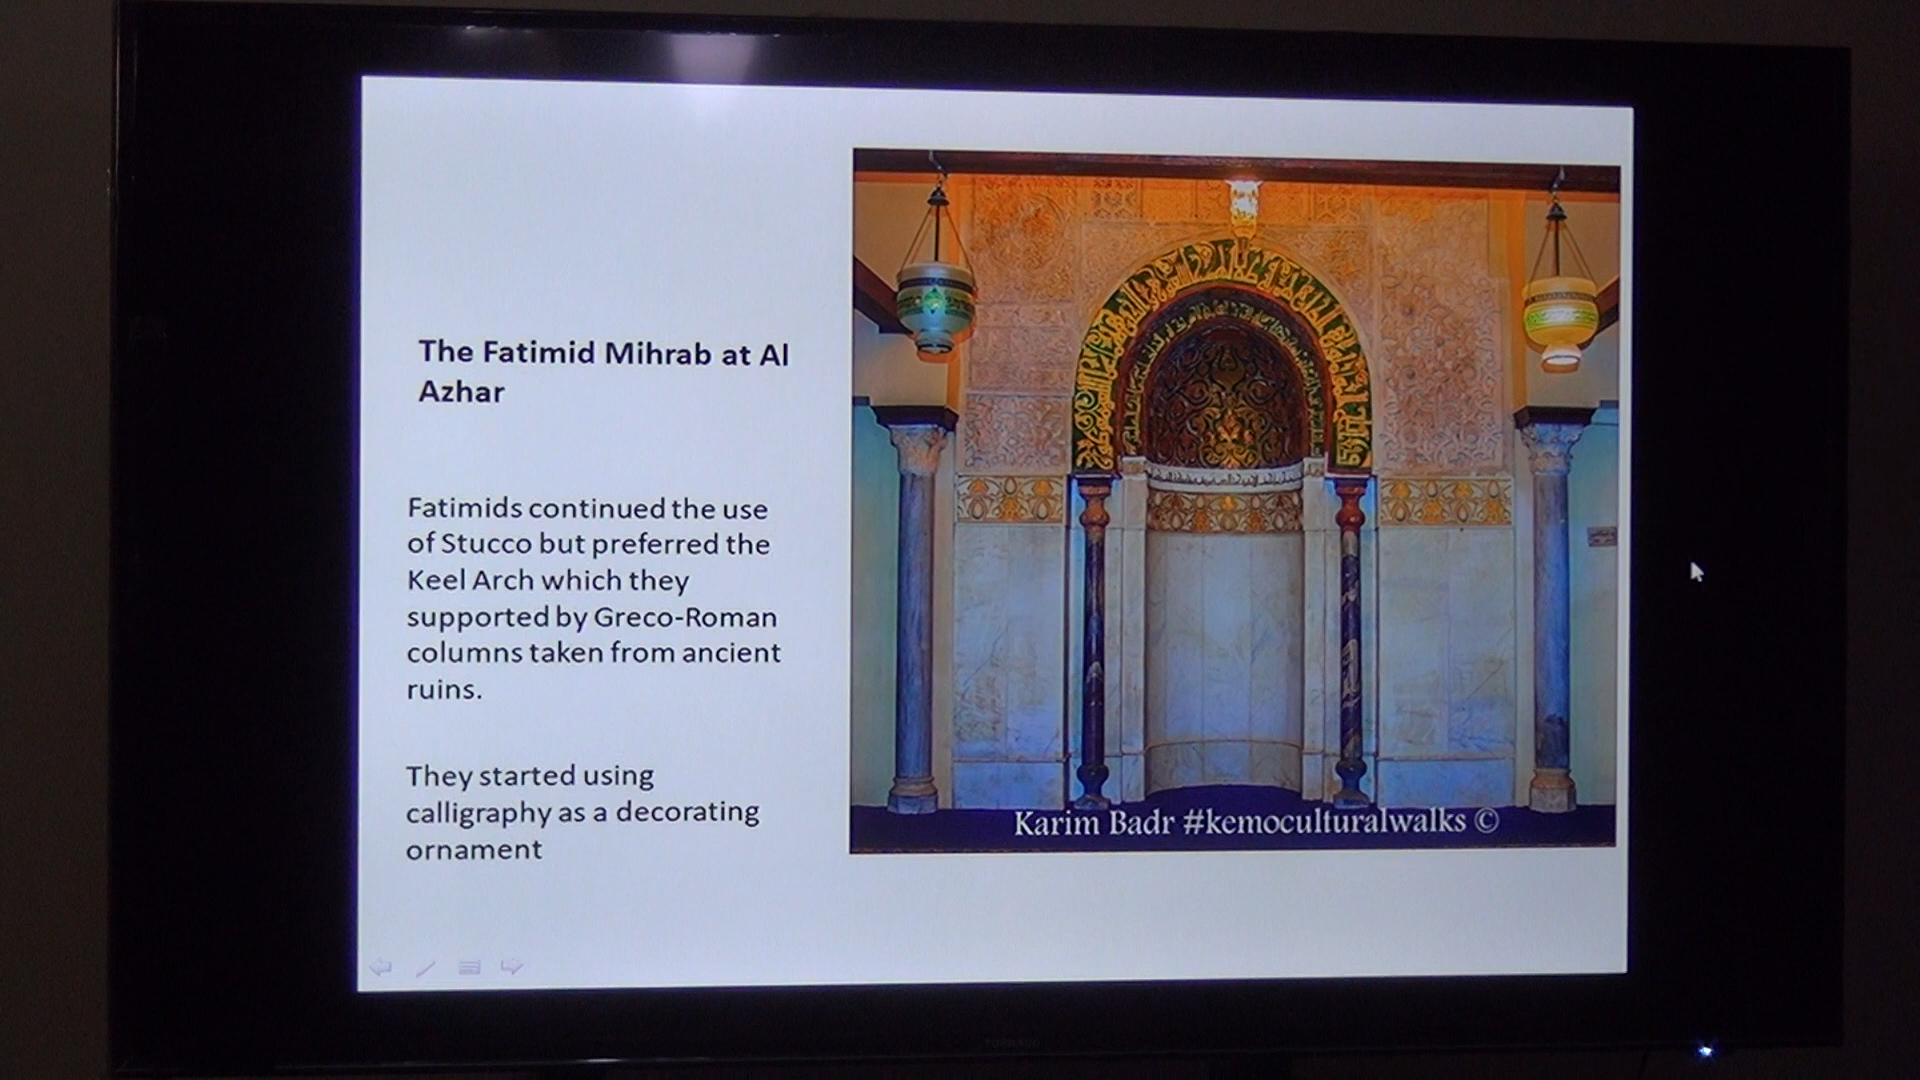 The Fatimid Mihrab at Al
Azhar
Fatimids continued the use
of Stucco but preferred the
Keel Arch which they
supported by Greco-Roman
columns taken from ancient
ruins.
They started using
calligraphy as a decorating
ornament
Karim Badr #kemoculturalwalks ©